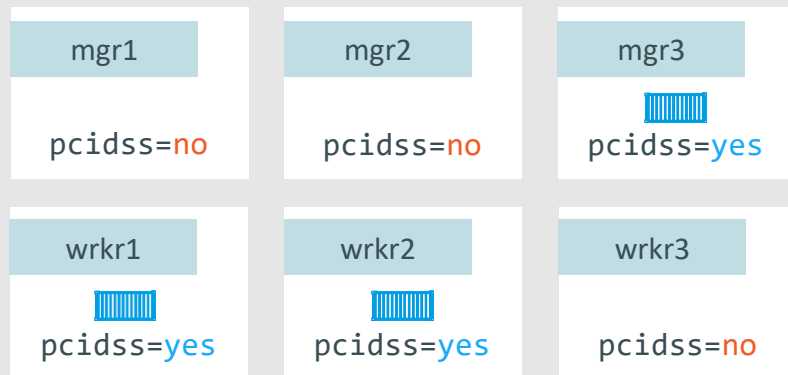 mgr1
mgr2
mgr3
pcidss=no
pcidss=no
pcidss=yes
wrkr1
wrkr2
wrkr3
pcidss=yes
pcidss=yes
pcidss=no